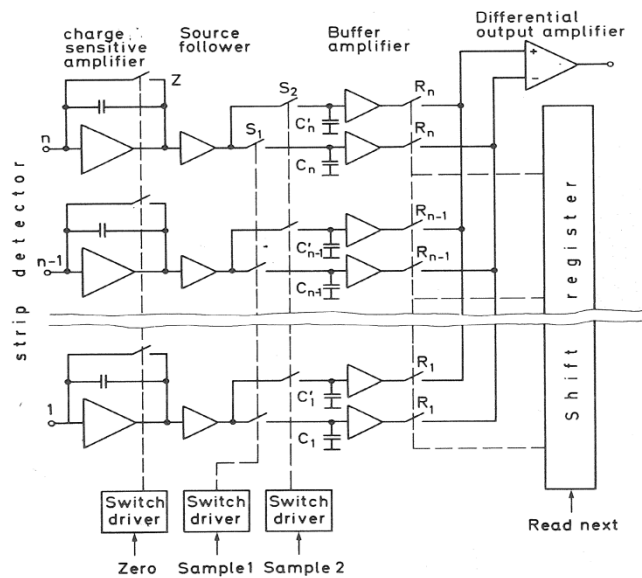 charge
sensitive
amplifier
Source
follower
Buffer
amplifier
Differential
output amplifier
Z
S2
S1
n
C'n
Cn
Rn
Rn
+
−
n-1
C'n-1
Cn-1
Rn-1
Rn-1
1
C'1
C1
R1
R1
strip detector
Shift register
Switch
driver
Switch
driver
Switch
driver
Zero
Sample 1
Sample 2
Read next